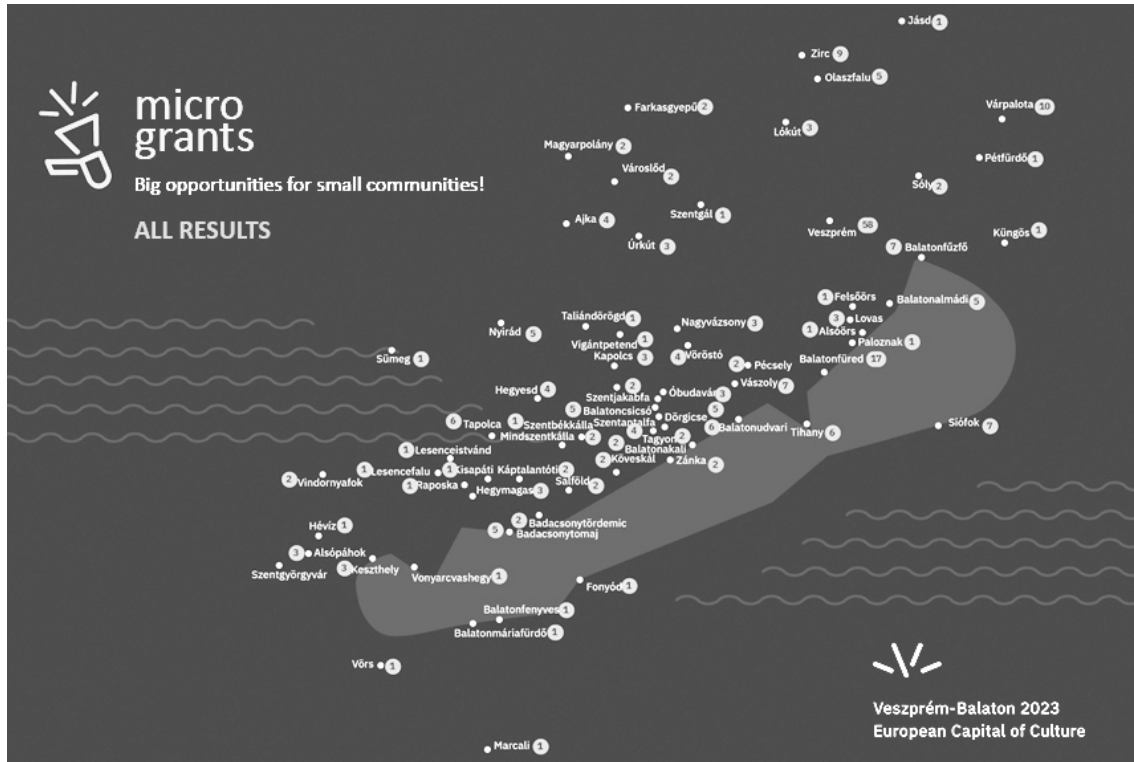 micro
grants
Big opportunities for small communities!
ALL RESULTS
Jásd 1
Zirc 9
Olaszfalu 5
Farkasgyepű 2
Várpalota 10
Lókút 3
Magyarpolány 2
Pétfürdő 1
Városlőd 2
Sóly 2
Szentgál 1
Ajka 4
Veszprém 58
Küngös 1
Úrkút 3
7 Balatonfűzfő
1 Felsőörs
Balatonalmádi 5
Taliándörögd 1
3 Lovas
Nagyvázsony 3
Nyirád 5
1 Alsóörs
Vigántpetend 1
Paloznak 1
Kapolcs 3
4 Vöröstó
Sümeg 1
Balatonfüred 17
2 Pécsely
Vászoly 7
Hegyesd 4
2
Szentjakabfa
Óbudavár 3
5 Balatoncsicsó
5
Dörgicse
6 Tapolca
1 Szentbékkálla
Szentantalfa
4
6 Balatonudvari
Tihany 6
Siófok 7
Mindszentkálla 2
Tagyon 2
2
Balatonakali
1
Lesenceistvánd
2 Köveskál
Zánka 2
1
Lesencefalu
1 Kisapáti
Káptalantóti 2
2 Vindornyafok
1 Raposka
Hegymagas 3
Salföld 2
2 Badacsonytördemic
5 Badacsonytomaj
Hévíz 1
3 Alsópáhok
Szentgyörgyvár
3 Keszthely
Vonyarcvashegy 1
Fonyód 1
Balatonfenyves 1
Balatonmáriafürdő 1
Vörs 1
Marcali 1
Veszprém-Balaton 2023
European Capital of Culture